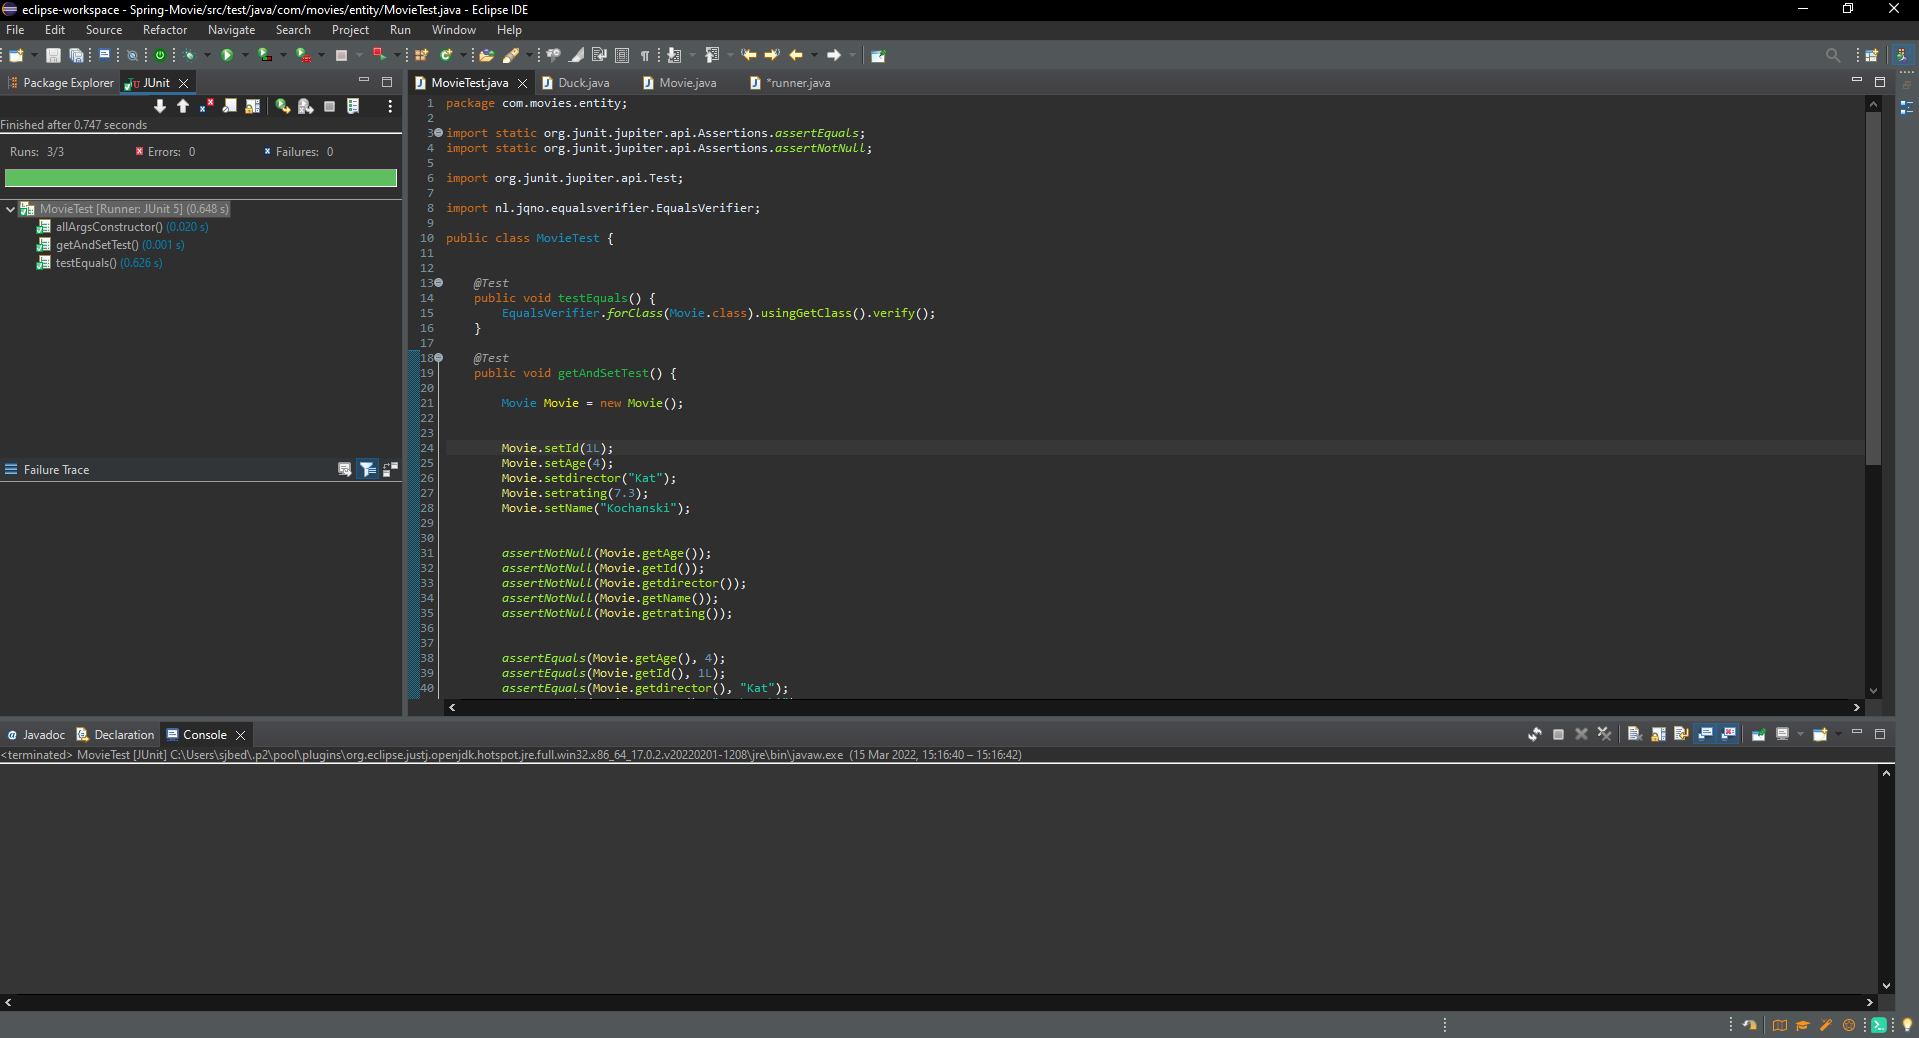 eclipse-workspace - Spring-Movie/src/test/java/com/movies/entity/MovieTest.java - Eclipse IDE
File Edit Source Refactor Navigate Search Project Run Window Help
Package Explorer JUnit
Finished after 0.747 seconds
Runs: 3/3 Errors: 0 Failures: 0
MovieTest [Runner: JUnit 5] (0.648 s)
allArgsConstructor() (0.020 s)
getAndSetTest() (0.001 s)
testEquals() (0.626 s)
Failure Trace
MovieTest.java Duck.java Movie.java *runner.java
1 package com.movies.entity;
2
3 import static org.junit.jupiter.api.Assertions.assertEquals;
4 import static org.junit.jupiter.api.Assertions.assertNotNull;
5
6 import org.junit.jupiter.api.Test;
7
8 import nl.jqno.equalsverifier.EqualsVerifier;
9
10 public class MovieTest {
11
12
13 @Test
14 public void testEquals() {
15 EqualsVerifier.forClass(Movie.class).usingGetClass().verify();
16 }
17
18 @Test
19 public void getAndSetTest() {
20
21 Movie Movie = new Movie();
22
23
24 Movie.setId(1L);
25 Movie.setAge(4);
26 Movie.setdirector("Kat");
27 Movie.setrating(7.3);
28 Movie.setName("Kochanski");
29
30
31 assertNotNull(Movie.getAge());
32 assertNotNull(Movie.getId());
33 assertNotNull(Movie.getdirector());
34 assertNotNull(Movie.getName());
35 assertNotNull(Movie.getrating());
36
37
38 assertEquals(Movie.getAge(), 4);
39 assertEquals(Movie.getId(), 1L);
40 assertEquals(Movie.getdirector(), "Kat");
Javadoc Declaration Console
<terminated> MovieTest [JUnit] C:\Users\sjbed\.p2\pool\plugins\org.eclipse.justj.openjdk.hotspot.jre.full.win32.x86_64_17.0.2.v20220201-1208\jre\bin\javaw.exe (15 Mar 2022, 15:16:40 – 15:16:42)